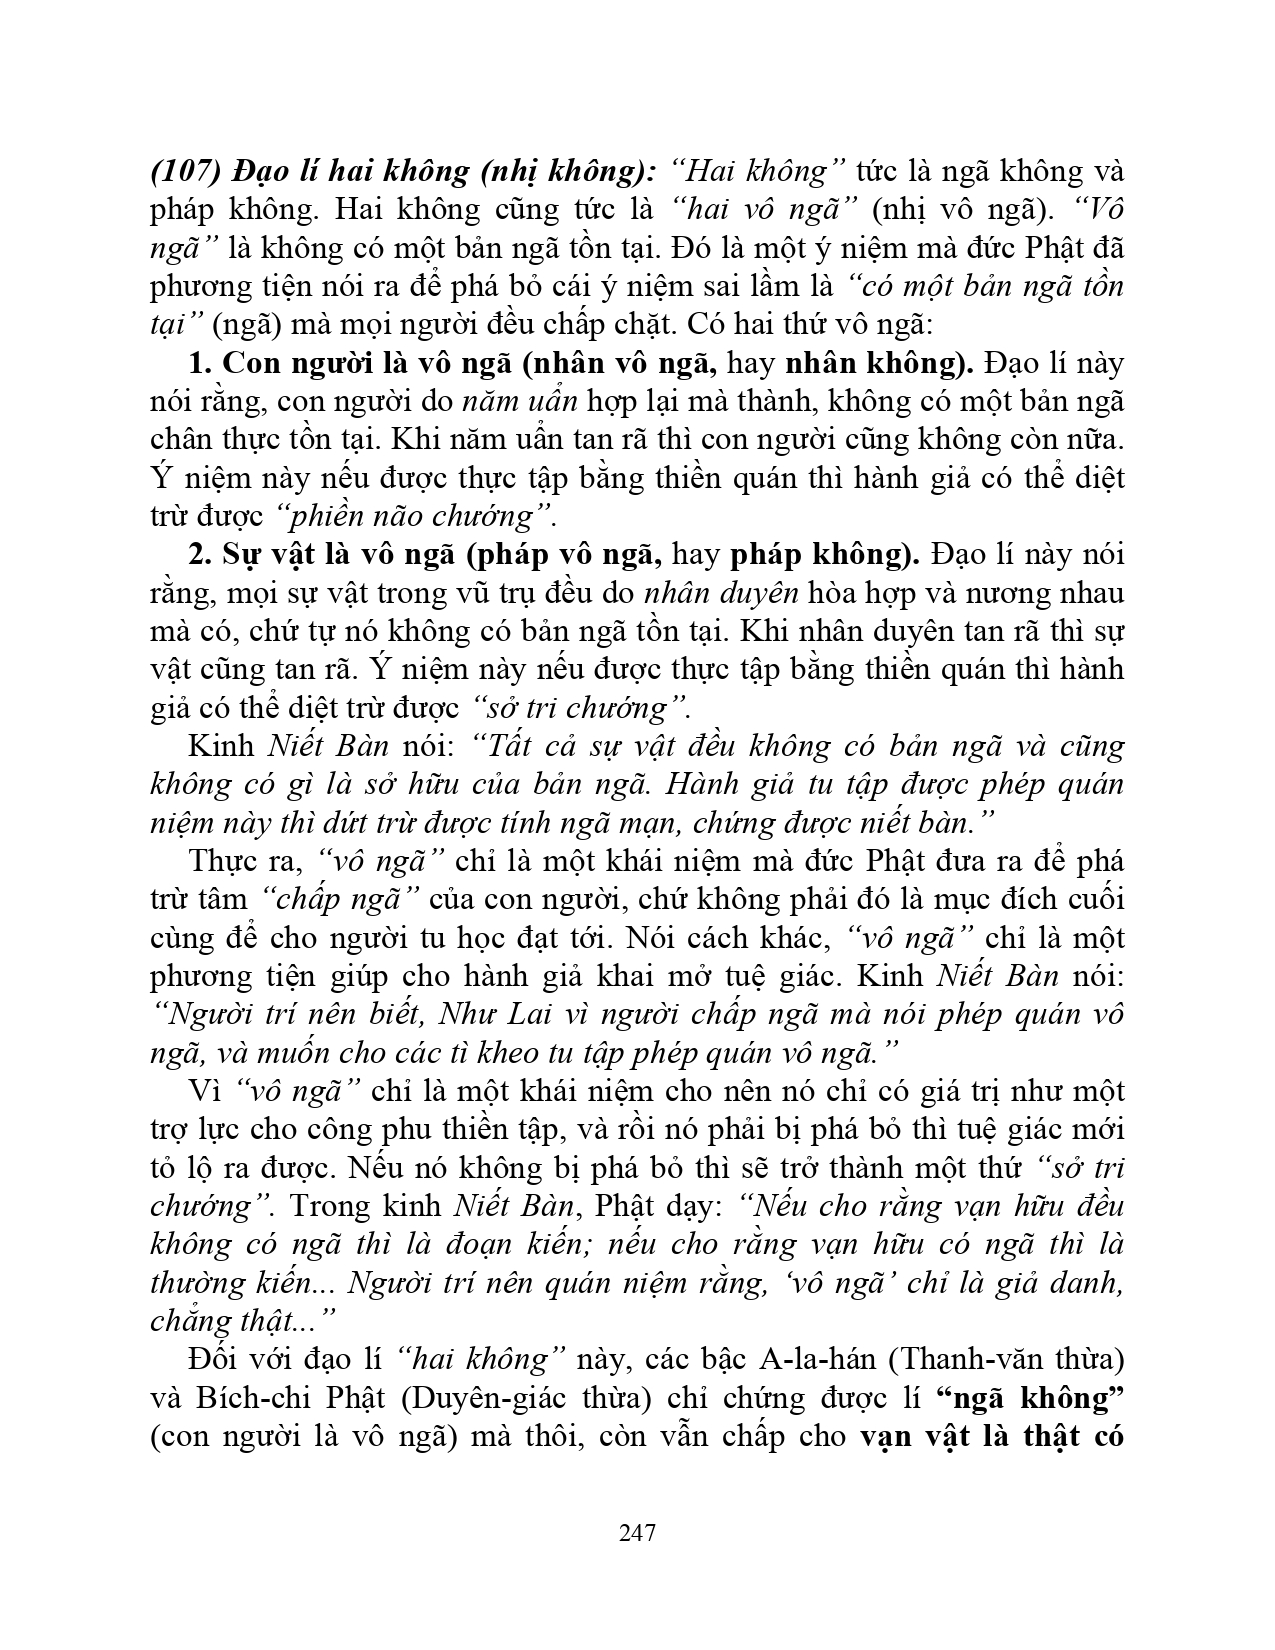 (107) Đạo lí hai không (nhị không): “Hai không” tức là ngã không và
pháp không. Hai không cũng tức là “hai vô ngã” (nhị vô ngã). “Vô
ngã” là không có một bản ngã tồn tại. Đó là một ý niệm mà đức Phật đã
phương tiện nói ra để phá bỏ cái ý niệm sai lầm là “có một bản ngã tồn
tại” (ngã) mà mọi người đều chấp chặt. Có hai thứ vô ngã:
1. Con người là vô ngã (nhân vô ngã, hay nhân không). Đạo lí này
nói rằng, con người do năm uẩn hợp lại mà thành, không có một bản ngã
chân thực tồn tại. Khi năm uẩn tan rã thì con người cũng không còn nữa.
Ý niệm này nếu được thực tập bằng thiền quán thì hành giả có thể diệt
trừ được “phiền não chướng”.
2. Sự vật là vô ngã (pháp vô ngã, hay pháp không). Đạo lí này nói
rằng, mọi sự vật trong vũ trụ đều do nhân duyên hòa hợp và nương nhau
mà có, chứ tự nó không có bản ngã tồn tại. Khi nhân duyên tan rã thì sự
vật cũng tan rã. Ý niệm này nếu được thực tập bằng thiền quán thì hành
giả có thể diệt trừ được “sở tri chướng”.
Kinh Niết Bàn nói: “Tất cả sự vật đều không có bản ngã và cũng
không có gì là sở hữu của bản ngã. Hành giả tu tập được phép quán
niệm này thì dứt trừ được tính ngã mạn, chứng được niết bàn.”
Thực ra, “vô ngã” chỉ là một khái niệm mà đức Phật đưa ra để phá
trừ tâm “chấp ngã” của con người, chứ không phải đó là mục đích cuối
cùng để cho người tu học đạt tới. Nói cách khác, “vô ngã” chỉ là một
phương tiện giúp cho hành giả khai mở tuệ giác. Kinh Niết Bàn nói:
“Người trí nên biết, Như Lai vì người chấp ngã mà nói phép quán vô
ngã, và muốn cho các tì kheo tu tập phép quán vô ngã.”
Vì “vô ngã” chỉ là một khái niệm cho nên nó chỉ có giá trị như một
trợ lực cho công phu thiền tập, và rồi nó phải bị phá bỏ thì tuệ giác mới
tỏ lộ ra được. Nếu nó không bị phá bỏ thì sẽ trở thành một thứ “sở tri
chướng”. Trong kinh Niết Bàn, Phật dạy: “Nếu cho rằng vạn hữu đều
không có ngã thì là đoạn kiến; nếu cho rằng vạn hữu có ngã thì là
thường kiến... Người trí nên quán niệm rằng, ‘vô ngã’ chỉ là giả danh,
chẳng thật...”
Đối với đạo lí “hai không” này, các bậc A-la-hán (Thanh-văn thừa)
và Bích-chi Phật (Duyên-giác thừa) chỉ chứng được lí “ngã không”
(con người là vô ngã) mà thôi, còn vẫn chấp cho vạn vật là thật có
247